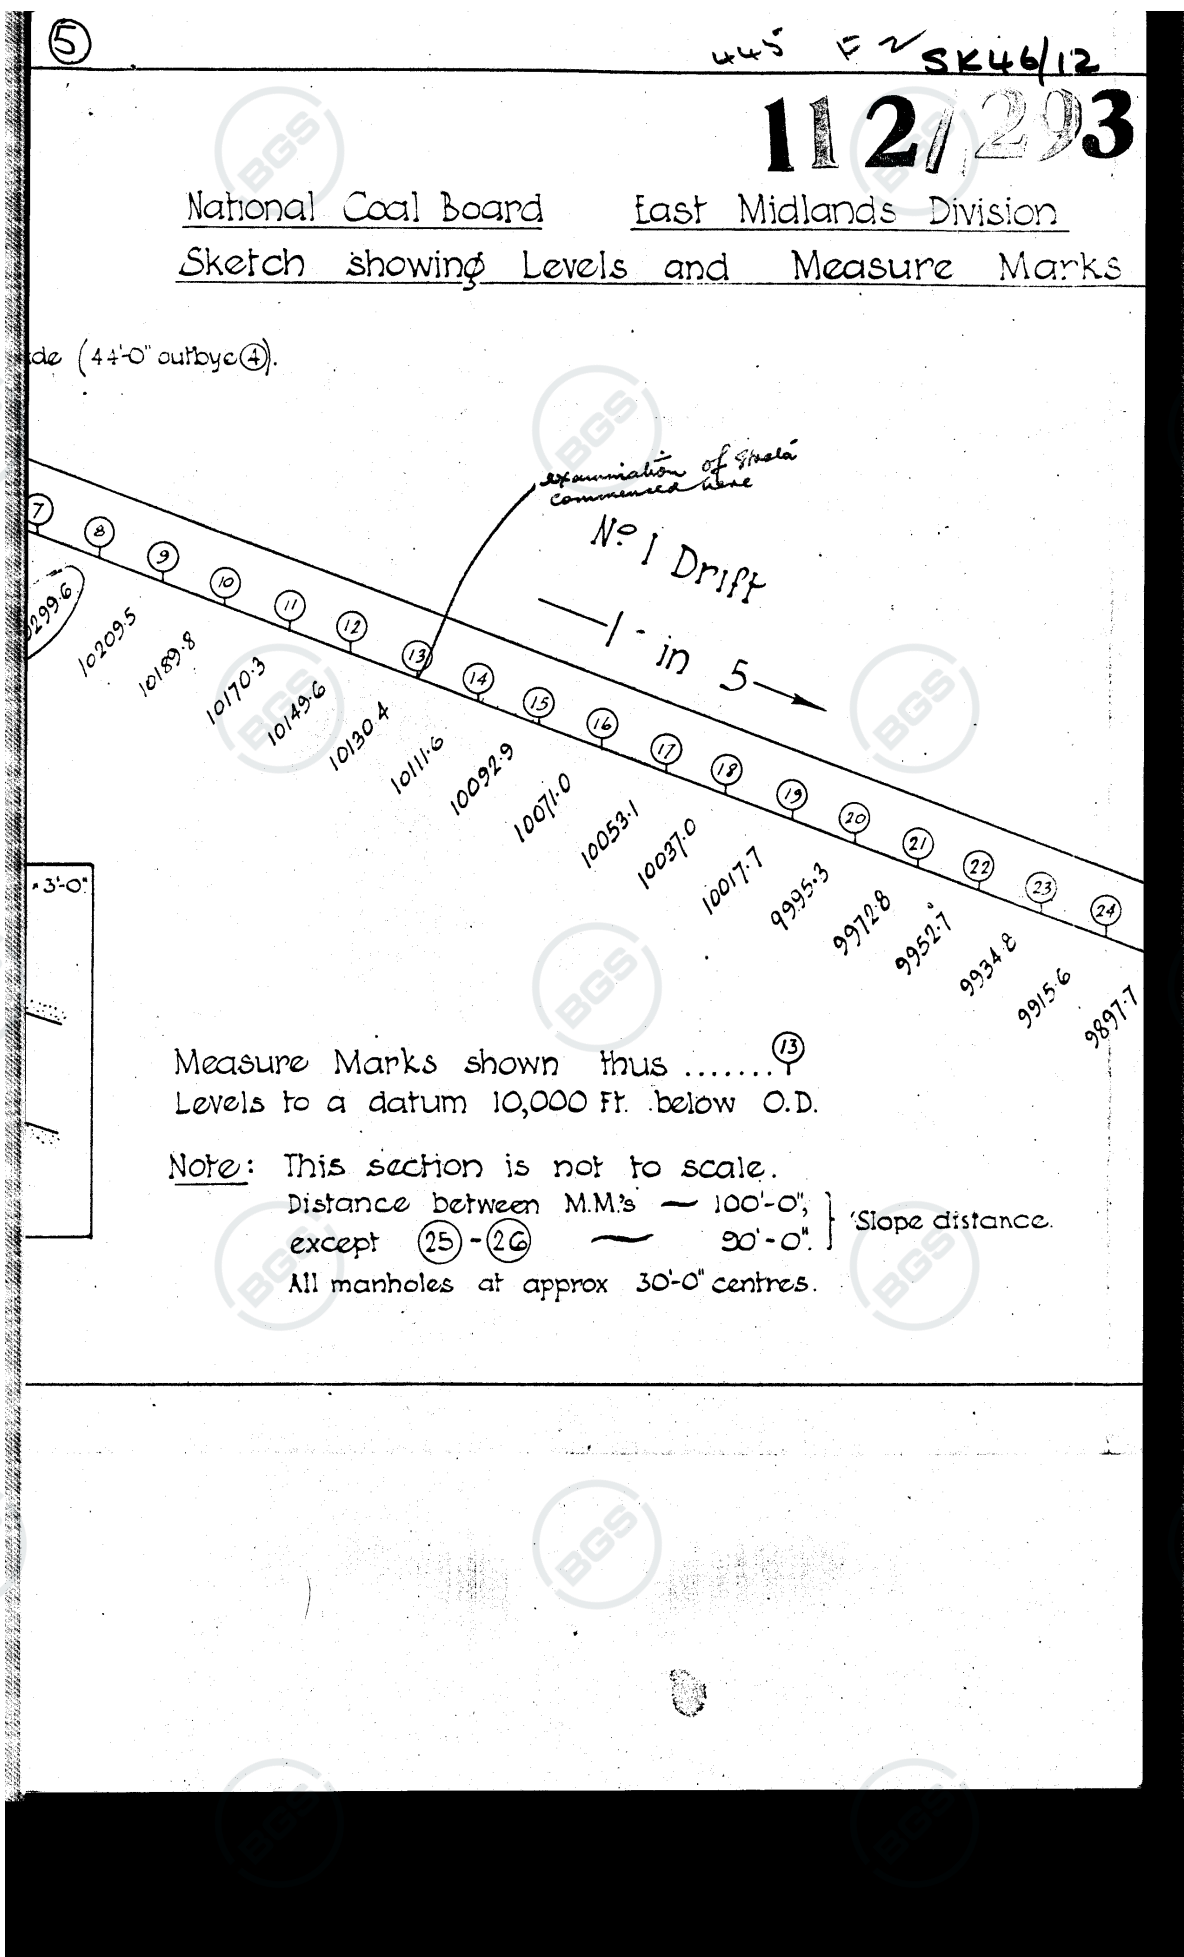 5
445 F N SK46/12
112/293
National Coal Board East Midlands Division
Sketch showing Levels and Measure Marks
de (44'-0" outbye 4).
examination of Strata
commenced here
No. 1 Drift
1 - in 5
7 8 9 10 11 12 13 14 15 16 17 18 19 20 21 22 23 24
299.6
10209.5
10189.8
10170.3
10149.6
10130.4
10111.6
10092.9
10071.0
10053.1
10037.0
10017.7
9995.3
9972.8
9952.7
9934.8
9915.6
9897.7
× 3'-0".
Measure Marks shown thus ....... 13
Levels to a datum 10,000 Ft. below O.D.
Note: This section is not to scale.
Distance between M.M.'s — 100'-0",
except 25 - 26 — 90'-0". } Slope distance.
All manholes at approx 30'-0" centres.
BGS